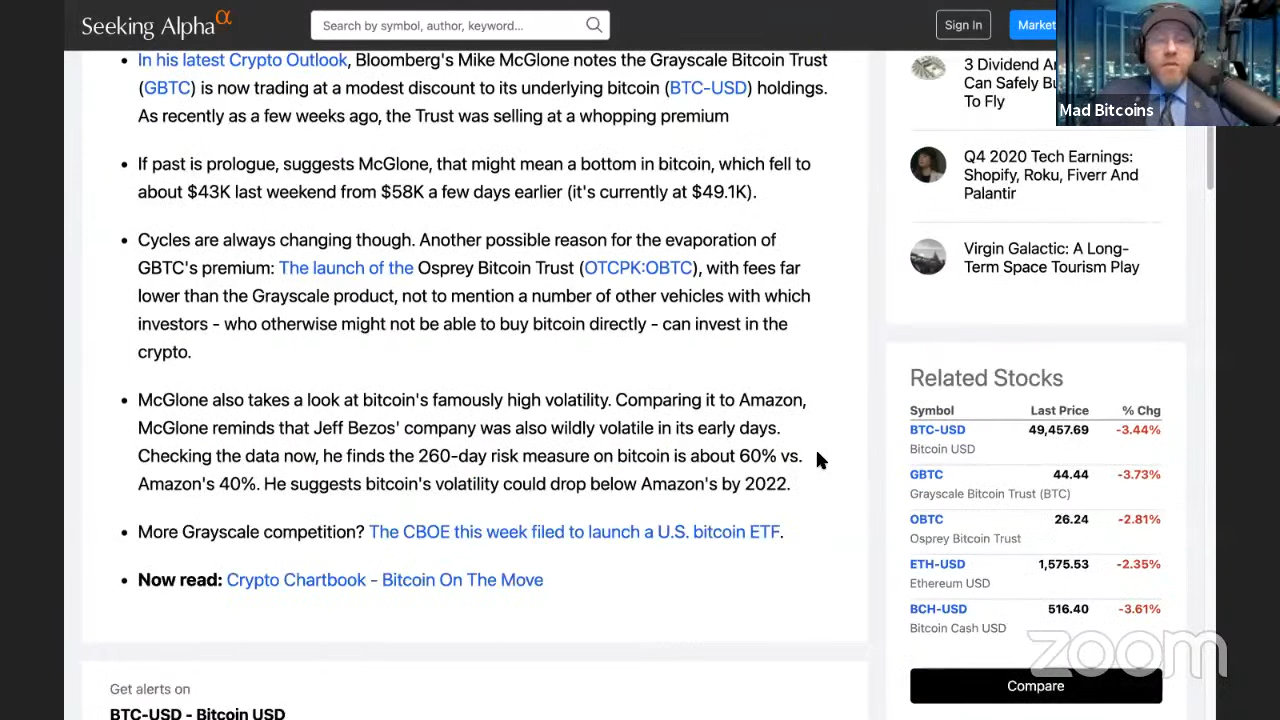 Seeking Alpha α
Search by symbol, author, keyword...
Sign In
Market
Mad Bitcoins
• In his latest Crypto Outlook, Bloomberg's Mike McGlone notes the Grayscale Bitcoin Trust
(GBTC) is now trading at a modest discount to its underlying bitcoin (BTC-USD) holdings.
As recently as a few weeks ago, the Trust was selling at a whopping premium
• If past is prologue, suggests McGlone, that might mean a bottom in bitcoin, which fell to
about $43K last weekend from $58K a few days earlier (it's currently at $49.1K).
• Cycles are always changing though. Another possible reason for the evaporation of
GBTC's premium: The launch of the Osprey Bitcoin Trust (OTCPK:OBTC), with fees far
lower than the Grayscale product, not to mention a number of other vehicles with which
investors - who otherwise might not be able to buy bitcoin directly - can invest in the
crypto.
• McGlone also takes a look at bitcoin's famously high volatility. Comparing it to Amazon,
McGlone reminds that Jeff Bezos' company was also wildly volatile in its early days.
Checking the data now, he finds the 260-day risk measure on bitcoin is about 60% vs.
Amazon's 40%. He suggests bitcoin's volatility could drop below Amazon's by 2022.
• More Grayscale competition? The CBOE this week filed to launch a U.S. bitcoin ETF.
• Now read: Crypto Chartbook - Bitcoin On The Move
Get alerts on
BTC-USD - Bitcoin USD
3 Dividend
Can Safely
To Fly
Q4 2020 Tech Earnings:
Shopify, Roku, Fiverr And
Palantir
Virgin Galactic: A Long-
Term Space Tourism Play
Related Stocks
Symbol Last Price % Chg
BTC-USD 49,457.69 -3.44%
Bitcoin USD
GBTC 44.44 -3.73%
Grayscale Bitcoin Trust (BTC)
OBTC 26.24 -2.81%
Osprey Bitcoin Trust
ETH-USD 1,575.53 -2.35%
Ethereum USD
BCH-USD 516.40 -3.61%
Bitcoin Cash USD
zoom
Compare